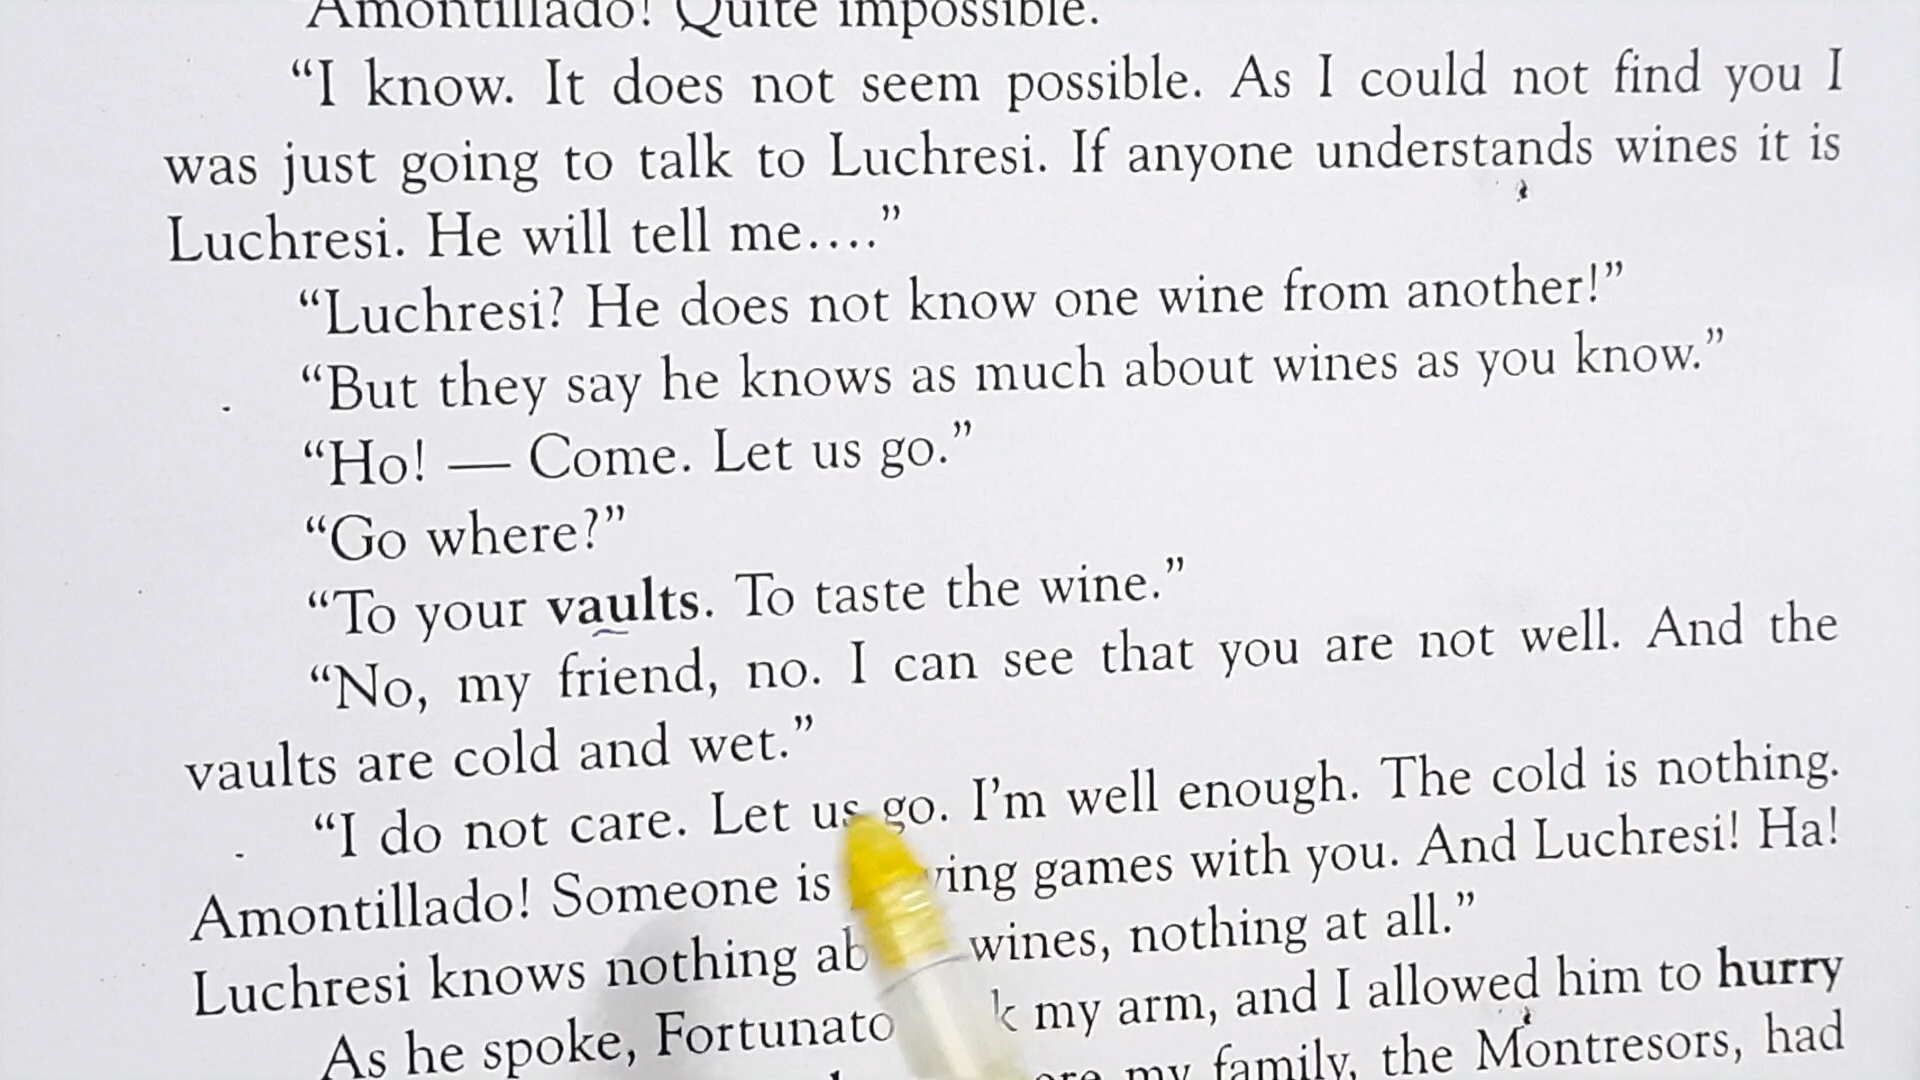 Amontillado! Quite impossible.
“I know. It does not seem possible. As I could not find you I
was just going to talk to Luchresi. If anyone understands wines it is
Luchresi. He will tell me....”
“Luchresi? He does not know one wine from another!”
“But they say he knows as much about wines as you know.”
“Ho! — Come. Let us go.”
“Go where?”
“To your vaults. To taste the wine.”
“No, my friend, no. I can see that you are not well. And the
vaults are cold and wet.”
“I do not care. Let us go. I’m well enough. The cold is nothing.
Amontillado! Someone is games with you. And Luchresi! Ha!
Luchresi knows nothing wines, nothing at all.”
As he spoke, Fortunato my arm, and I allowed him to hurry
my family, the Montresors, had